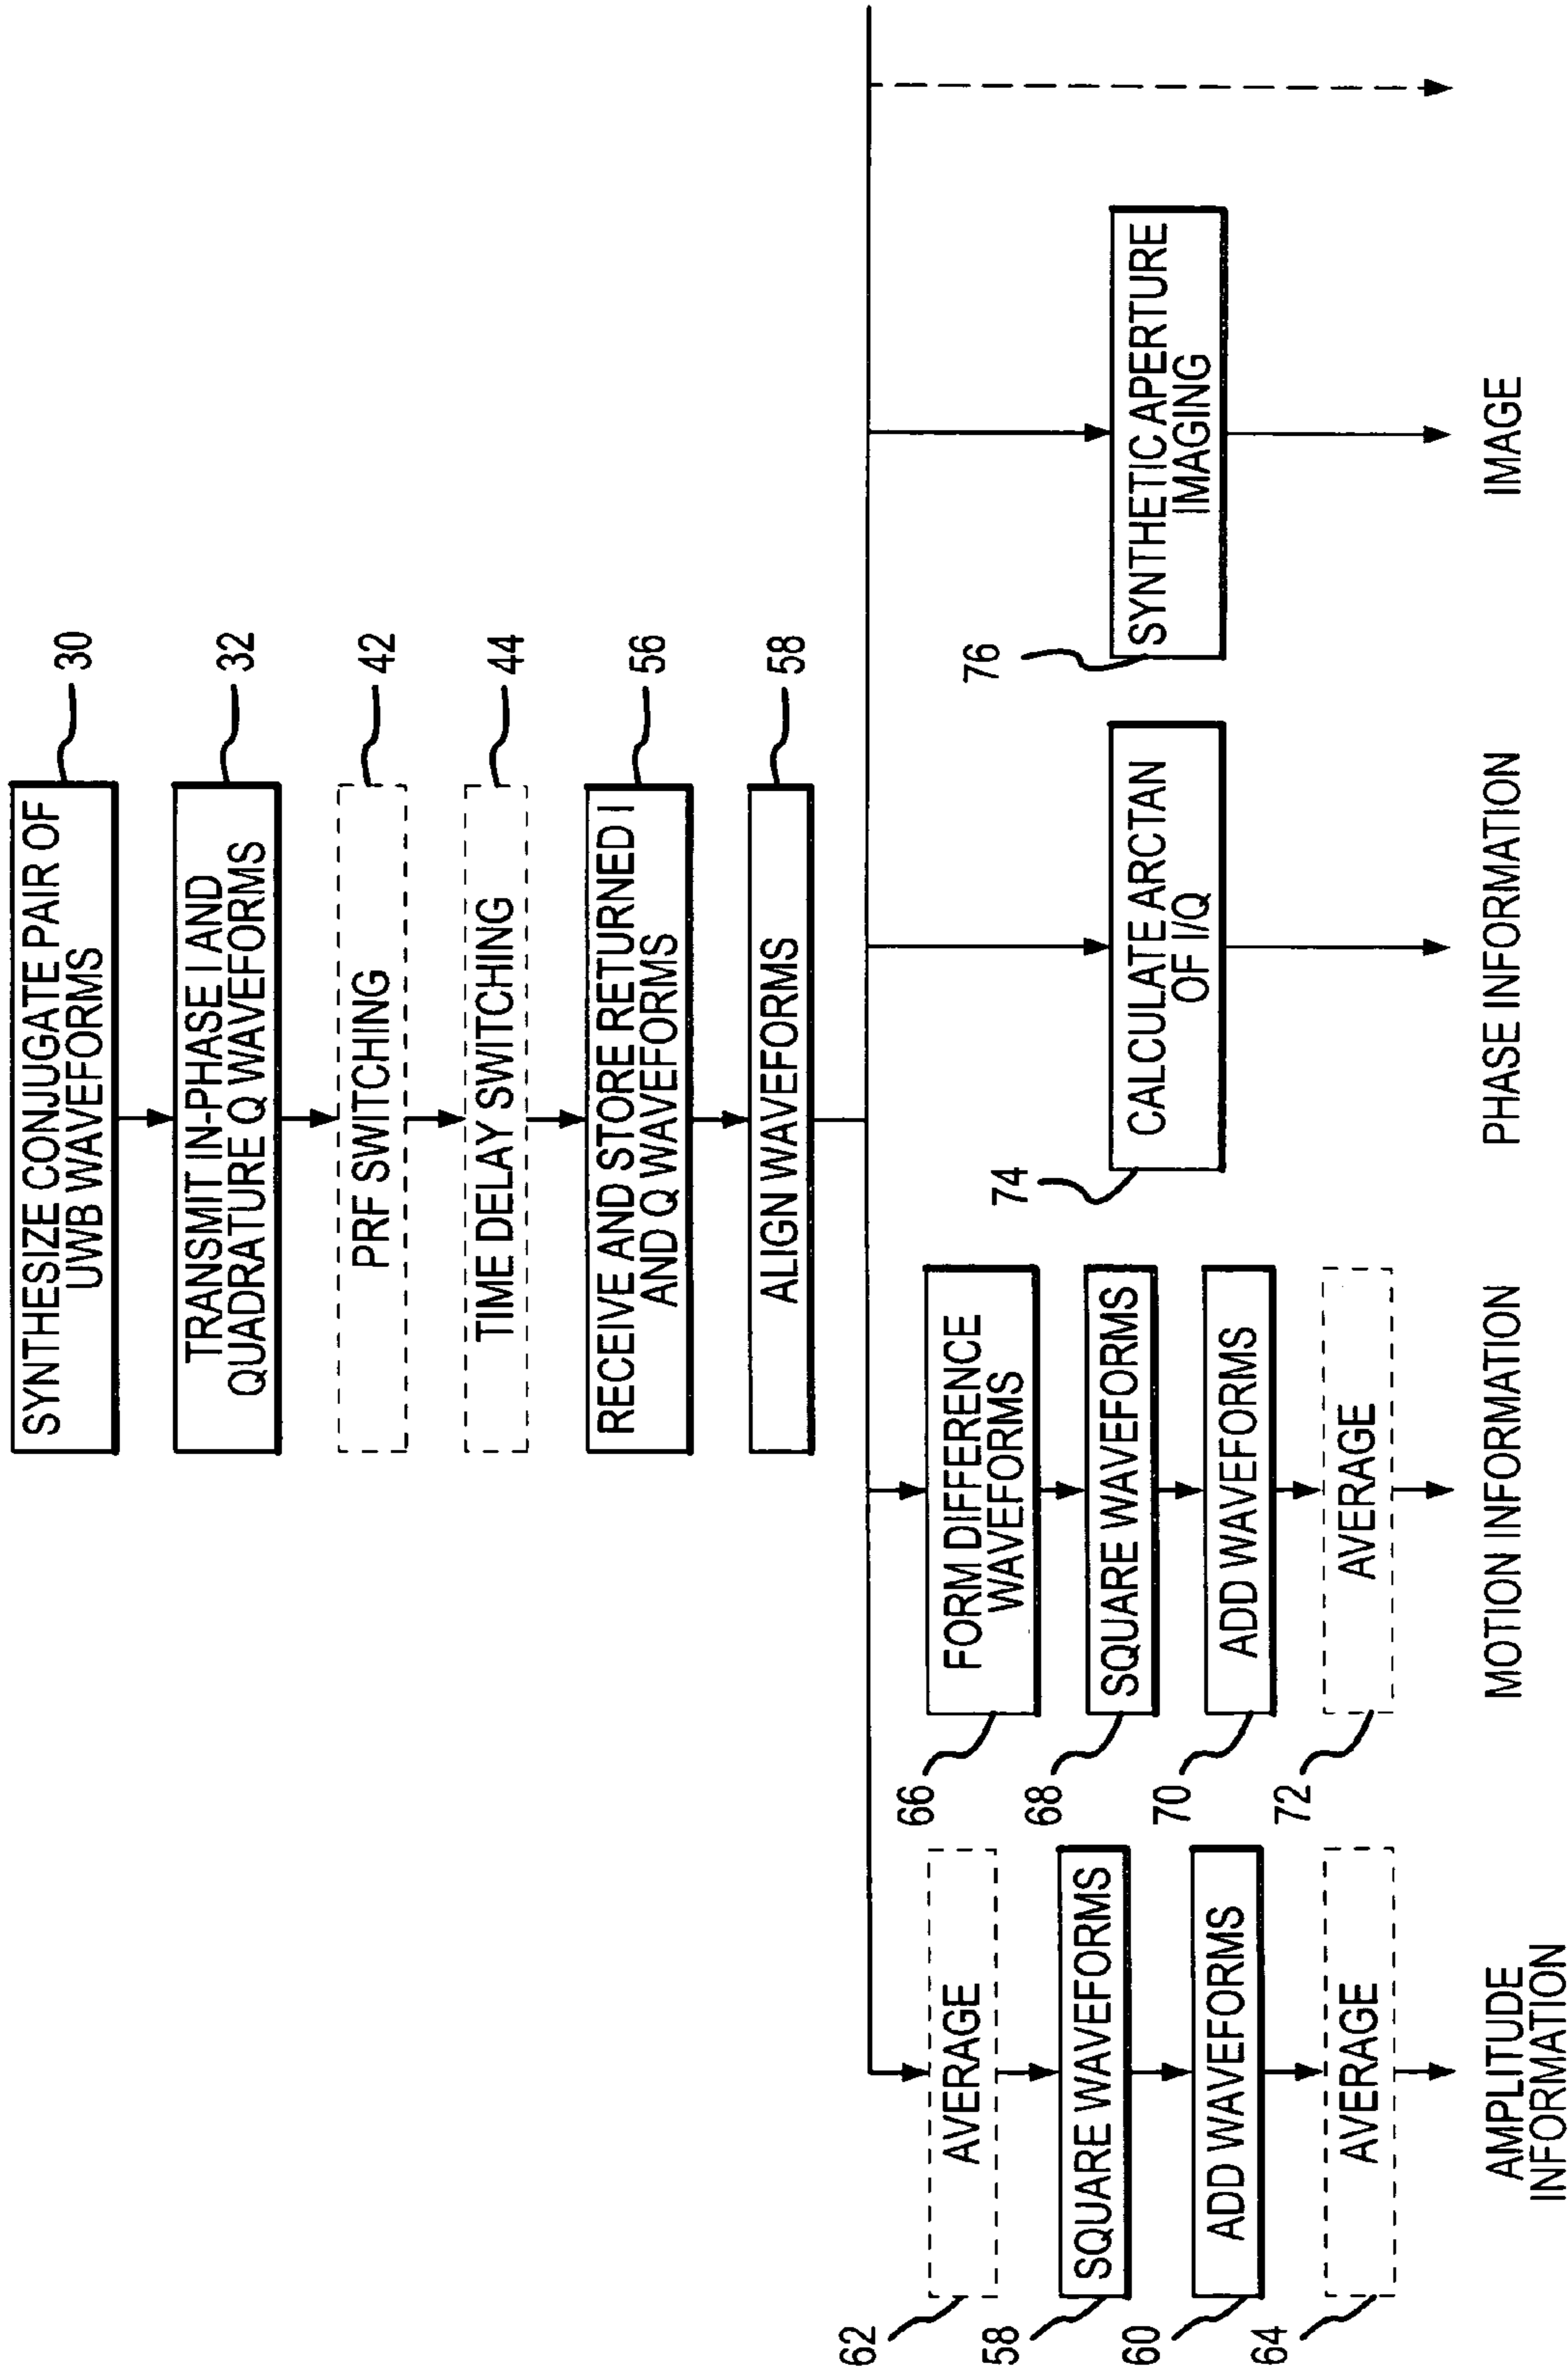 SYNTHESIZE CONJUGATE PAIR OF
UWB WAVEFORMS
30
TRANSMIT IN-PHASE I AND
QUADRATURE Q WAVEFORMS
32
PRF SWITCHING
42
TIME DELAY SWITCHING
44
RECEIVE AND STORE RETURNED I
AND Q WAVEFORMS
56
ALIGN WAVEFORMS
58
62
AVERAGE
58
SQUARE WAVEFORMS
60
ADD WAVEFORMS
64
AVERAGE
AMPLITUDE
INFORMATION
66
FORM DIFFERENCE
WAVEFORMS
68
SQUARE WAVEFORMS
70
ADD WAVEFORMS
72
AVERAGE
MOTION INFORMATION
74
CALCULATE ARCTAN
OF I/Q
PHASE INFORMATION
76
SYNTHETIC APERTURE
IMAGING
IMAGE